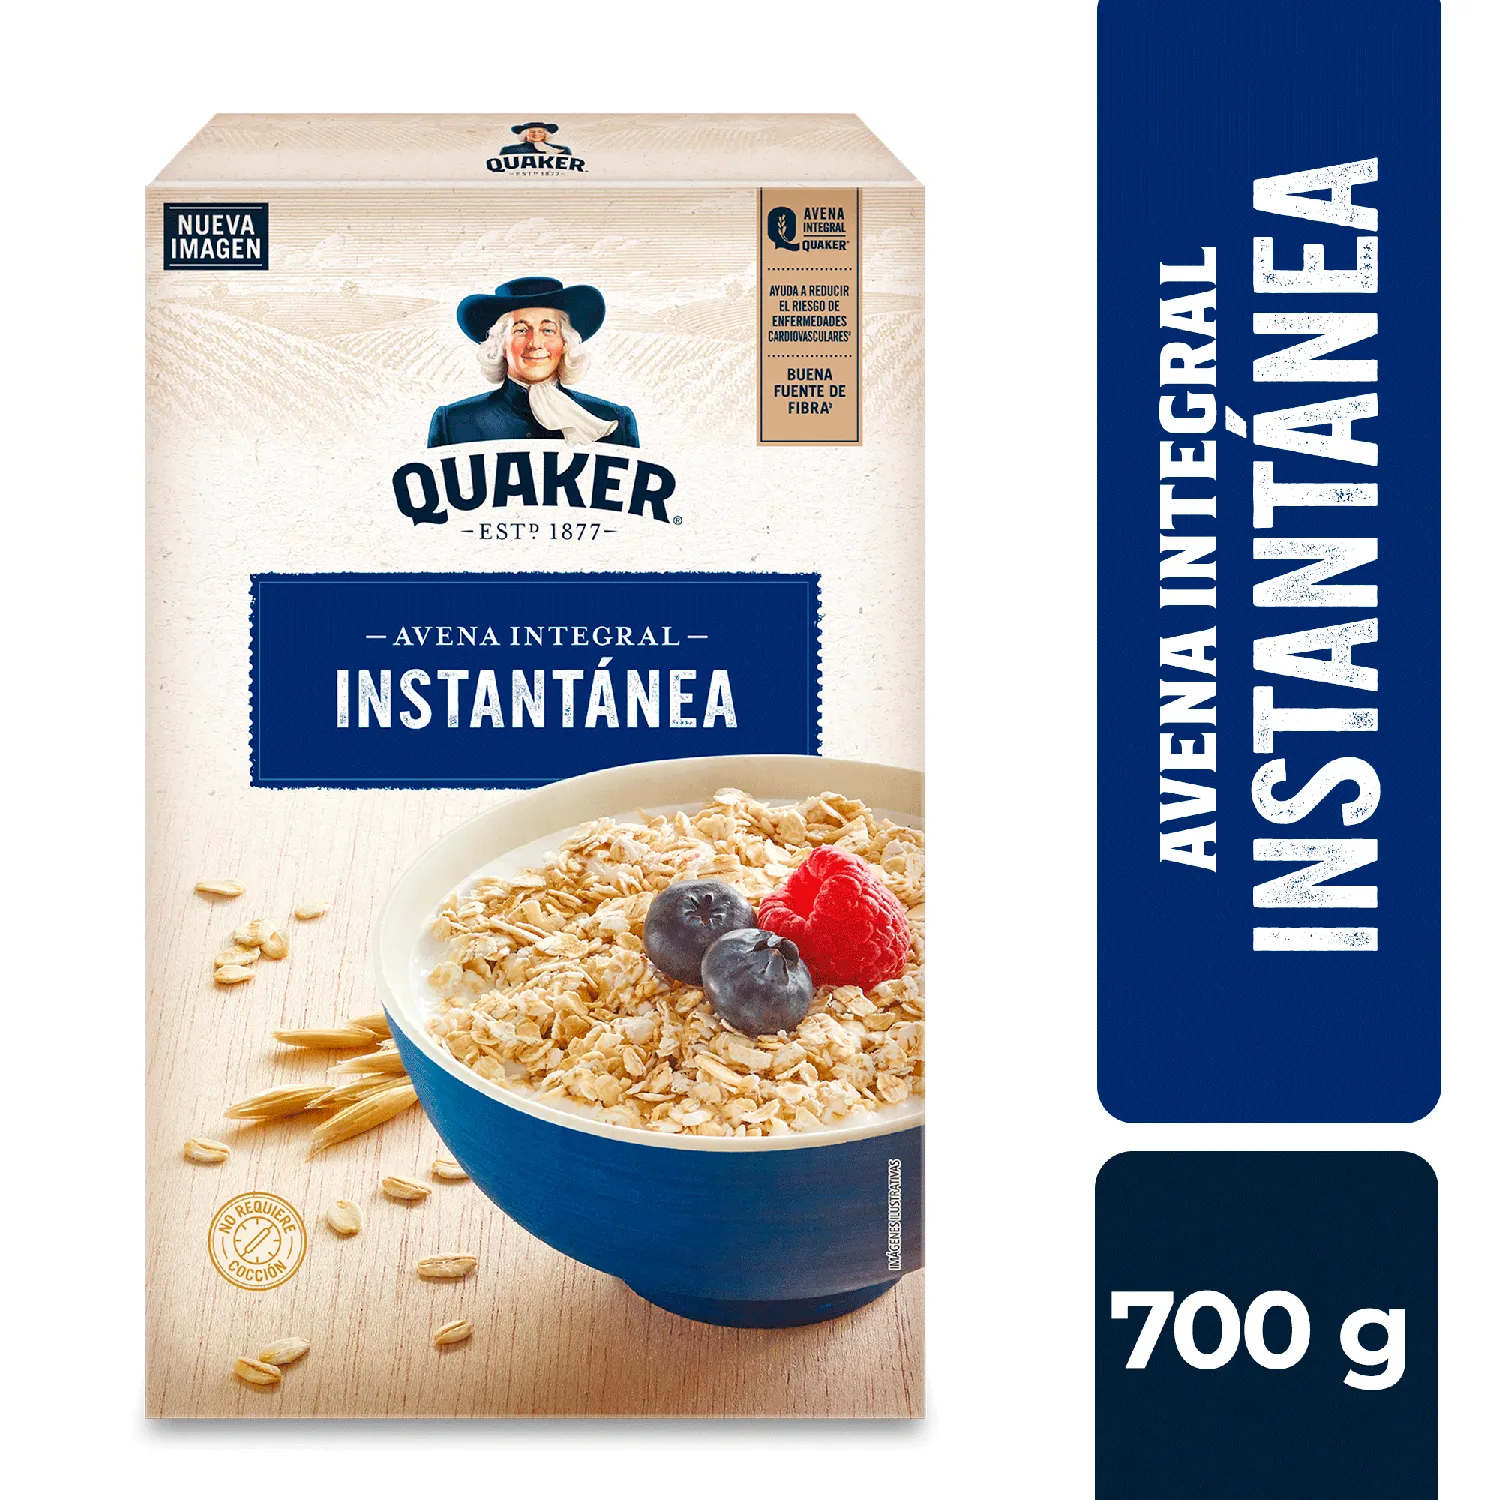 QUAKER
ESTD 1877
NUEVA
IMAGEN
AVENA
INTEGRAL
QUAKER
AYUDA A REDUCIR
EL RIESGO DE
ENFERMEDADES
CARDIOVASCULARES
BUENA
FUENTE DE
FIBRA
QUAKER®
–ESTD 1877–
– AVENA INTEGRAL –
INSTANTÁNEA
NO REQUIERE
COCCIÓN
IMÁGENES ILUSTRATIVAS
AVENA INTEGRAL
INSTANTÁNEA
700 g